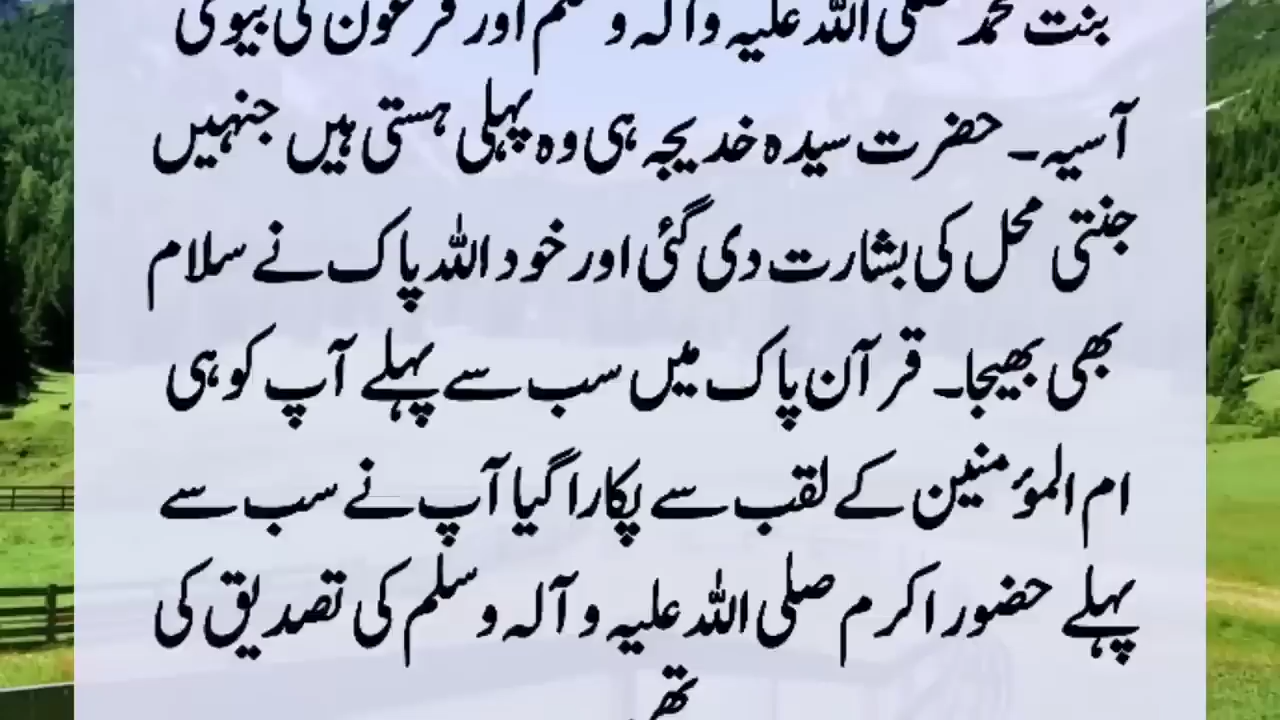 بنت محمد صلی اللہ علیہ وآلہ وسلم اور فرعون کی بیوی
آسیہ۔ حضرت سیدہ خدیجہ ہی وہ پہلی ہستی ہیں جنہیں
جنتی محل کی بشارت دی گئی اور خود اللہ پاک نے سلام
بھی بھیجا۔ قرآن پاک میں سب سے پہلے آپ کو ہی
ام المؤمنین کے لقب سے پکارا گیا آپ نے سب سے
پہلے حضور اکرم صلی اللہ علیہ وآلہ وسلم کی تصدیق کی
تھی